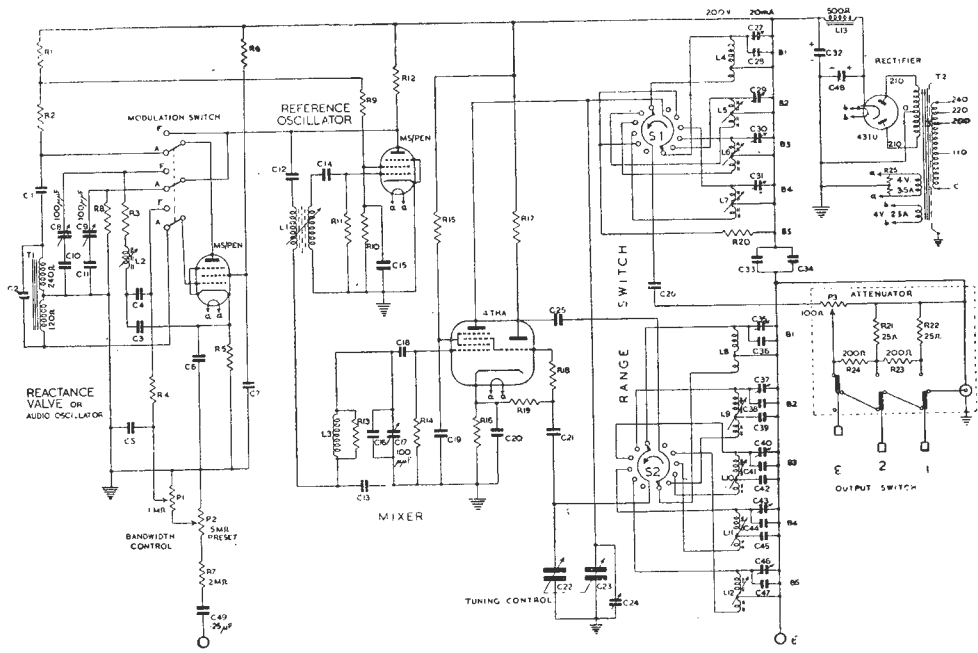 200V 20mA
500Ω
L13
C27
C28
B1
L4
C32
C48
RECTIFIER
T2
210
210
431U
240
220
200
110
C
R25
4V
3·5A
4V 2·5A
R1
R6
R12
R9
R2
MODULATION SWITCH
REFERENCE
OSCILLATOR
MS/PEN
F
A
F
A
F
A
C29
B2
L5
C30
B3
L6
C31
B4
L7
B5
R20
S1
C1
100μμF
C8
100μμF
C9
R8
R3
L2
MS/PEN
C12
C14
L1
R11
R10
C15
R15
R17
T1
240Ω
120Ω
C2
C10
C11
C4
C3
C6
R5
C7
C33
C34
C26
SWITCH
RANGE
4THA
C25
REACTANCE
VALVE OR
AUDIO OSCILLATOR
R4
C5
C18
L3
R13
C16
C17
100
μμF
R14
C19
R16
C20
R19
R18
C21
C13
MIXER
P3
100Ω
ATTENUATOR
R21
25Ω
R22
25Ω
200Ω
R24
200Ω
R23
3
2
1
OUTPUT SWITCH
C35
B1
C36
L8
C37
B2
C38
L9
C39
C40
B3
C41
L10
C42
S2
C43
B4
C44
L11
C45
C46
B5
L12
C47
P1
1MΩ
P2
·5MΩ
PRESET
BANDWIDTH
CONTROL
R7
2MΩ
C49
·25μF
TUNING CONTROL
C22
C23
C24
E